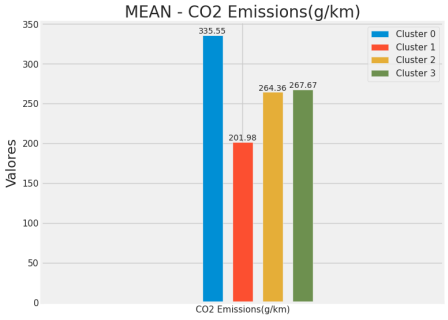 MEAN - CO2 Emissions(g/km)
350
300
250
200
150
100
50
0
Valores
335.55
201.98
264.36
267.67
Cluster 0
Cluster 1
Cluster 2
Cluster 3
CO2 Emissions(g/km)